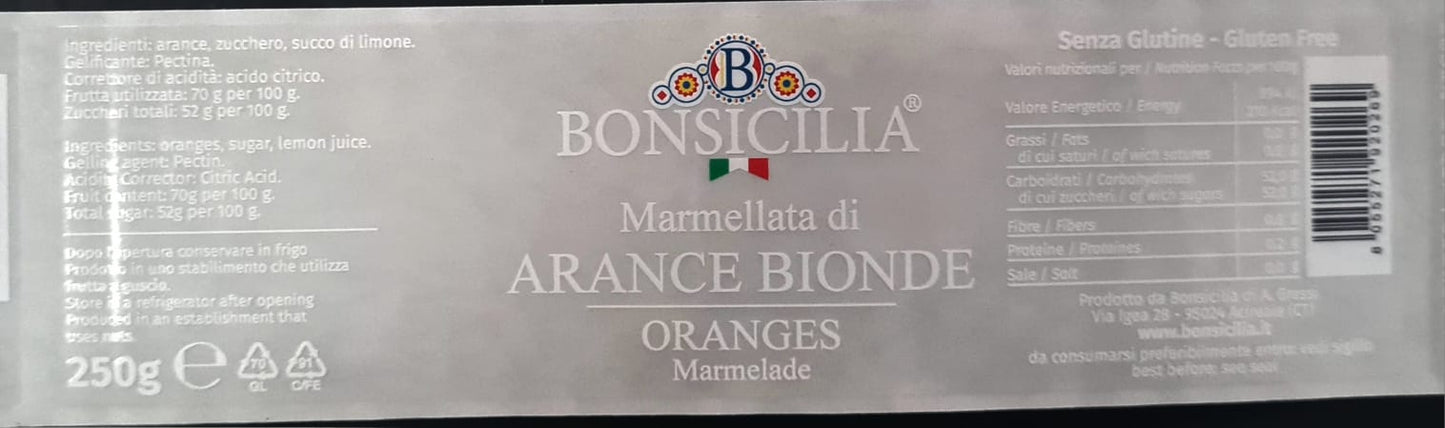 Ingredienti: arance, zucchero, succo di limone.
Gelificante: Pectina.
Correttore di acidità: acido citrico.
Frutta utilizzata: 70 g per 100 g.
Zuccheri totali: 52 g per 100 g.
Ingredients: oranges, sugar, lemon juice.
Gelling agent: Pectin.
Acidity Corrector: Citric Acid.
Fruit content: 70g per 100 g.
Total sugar: 52g per 100 g.
Dopo l'apertura conservare in frigo
Prodotto in uno stabilimento che utilizza
frutta a guscio.
Store in a refrigerator after opening
Produced in an establishment that
uses nuts.
250g e 70 91
GL C/FE
B
BONSICILIA®
Marmellata di
ARANCE BIONDE
ORANGES
Marmelade
Senza Glutine - Gluten Free
Valori nutrizionali per / Nutrition Facts per 100g
Valore Energetico / Energy
210 Kcal
Grassi / Fats
di cui saturi / of wich satures
Carboidrati / Carbohydrates
di cui zuccheri / of wich sugars
Fibre / Fibers
Proteine / Proteines
Sale / Salt
Prodotto da Bonsicilia di A. Grassi
Via Igea 28 - 95024 Acireale (CT)
www.bonsicilia.it
da consumarsi preferibilmente entro: vedi sigillo
best before: see seal